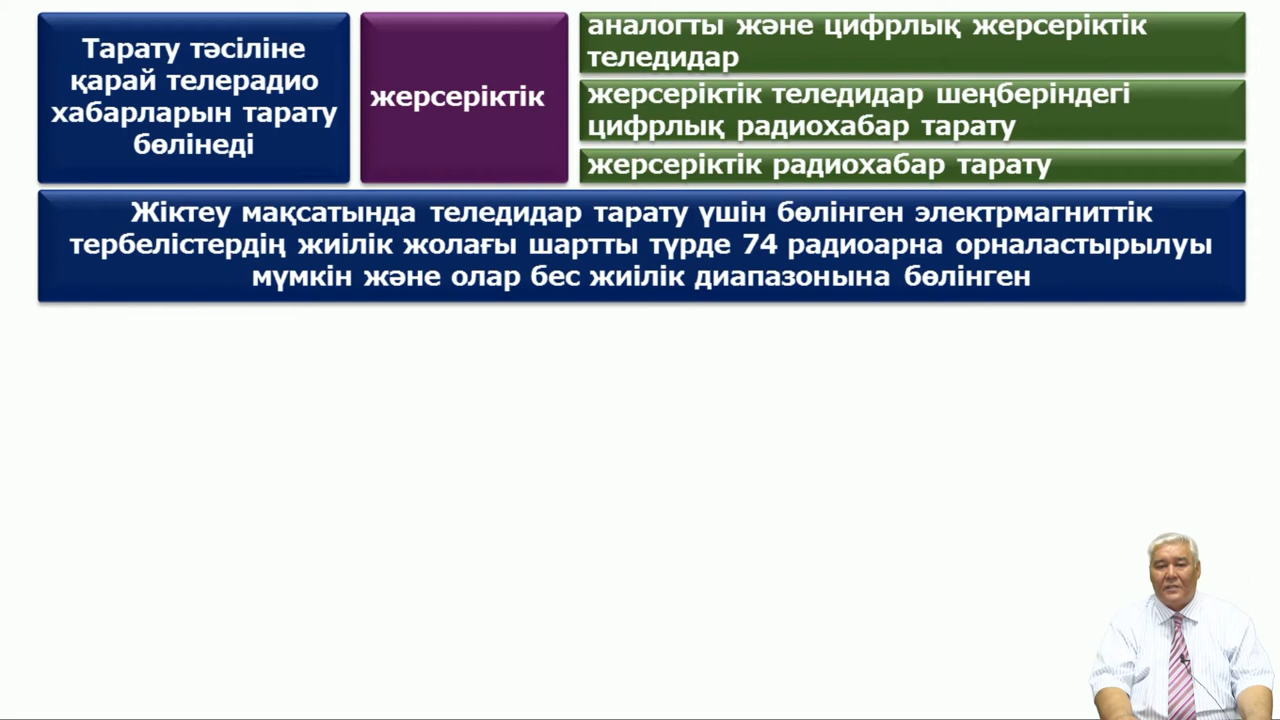 Тарату тәсіліне
қарай телерадио
хабарларын тарату
бөлінеді
жерсеріктік
аналогты және цифрлық жерсеріктік
теледидар
жерсеріктік теледидар шеңберіндегі
цифрлық радиохабар тарату
жерсеріктік радиохабар тарату
Жіктеу мақсатында теледидар тарату үшін бөлінген электрмагниттік
тербелістердің жиілік жолағы шартты түрде 74 радиоарна орналастырылуы
мүмкін және олар бес жиілік диапазонына бөлінген